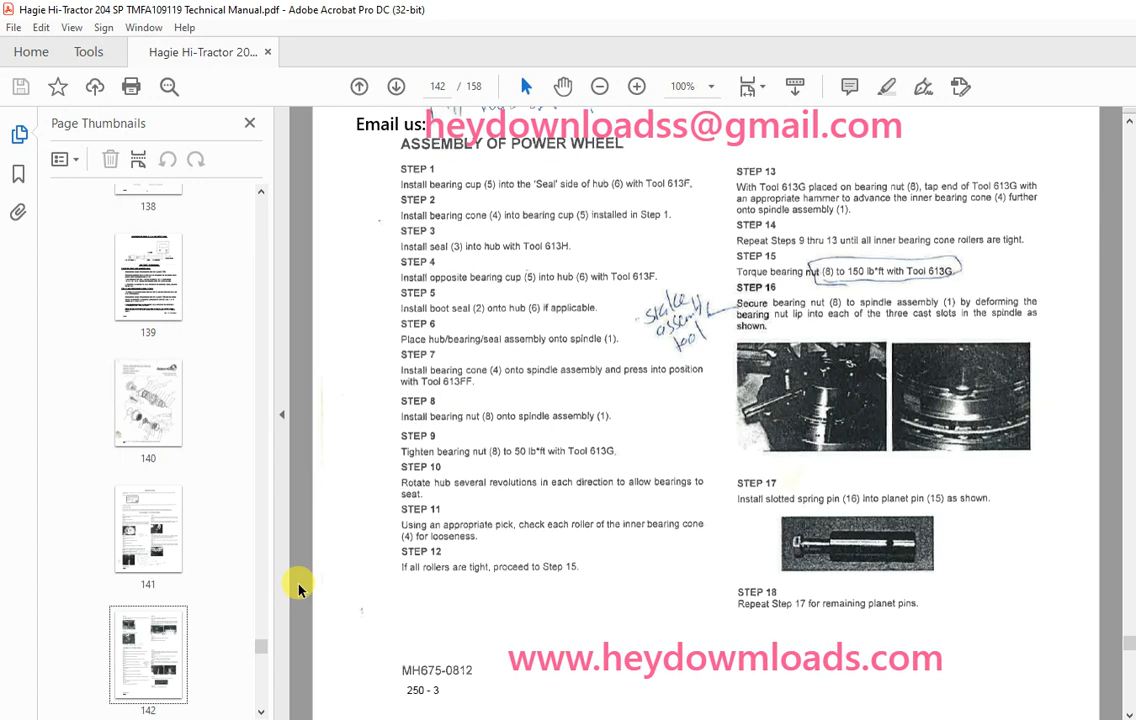 Hagie Hi-Tractor 204 SP TMFA109119 Technical Manual.pdf - Adobe Acrobat Pro DC (32-bit)
File Edit View Sign Window Help
Home Tools Hagie Hi-Tractor 20... ×
142 / 158 100%
Page Thumbnails
138
139
140
141
142
Email us: heydownloadss@gmail.com
ASSEMBLY OF POWER WHEEL
STEP 1
Install bearing cup (5) into the 'Seal' side of hub (6) with Tool 613F.
STEP 2
Install bearing cone (4) into bearing cup (5) installed in Step 1.
STEP 3
Install seal (3) into hub with Tool 613H.
STEP 4
Install opposite bearing cup (5) into hub (6) with Tool 613F.
STEP 5
Install boot seal (2) onto hub (6) if applicable.
STEP 6
Place hub/bearing/seal assembly onto spindle (1).
STEP 7
Install bearing cone (4) onto spindle assembly and press into position
with Tool 613FF.
STEP 8
Install bearing nut (8) onto spindle assembly (1).
STEP 9
Tighten bearing nut (8) to 50 lb*ft with Tool 613G.
STEP 10
Rotate hub several revolutions in each direction to allow bearings to
seat.
STEP 11
Using an appropriate pick, check each roller of the inner bearing cone
(4) for looseness.
STEP 12
If all rollers are tight, proceed to Step 15.
STEP 13
With Tool 613G placed on bearing nut (8), tap end of Tool 613G with
an appropriate hammer to advance the inner bearing cone (4) further
onto spindle assembly (1).
STEP 14
Repeat Steps 9 thru 13 until all inner bearing cone rollers are tight.
STEP 15
Torque bearing nut (8) to 150 lb*ft with Tool 613G.
STEP 16
Secure bearing nut (8) to spindle assembly (1) by deforming the
bearing nut lip into each of the three cast slots in the spindle as
shown.
stake
assembly
tool
STEP 17
Install slotted spring pin (16) into planet pin (15) as shown.
STEP 18
Repeat Step 17 for remaining planet pins.
MH675-0812
250 - 3
www.heydowmloads.com